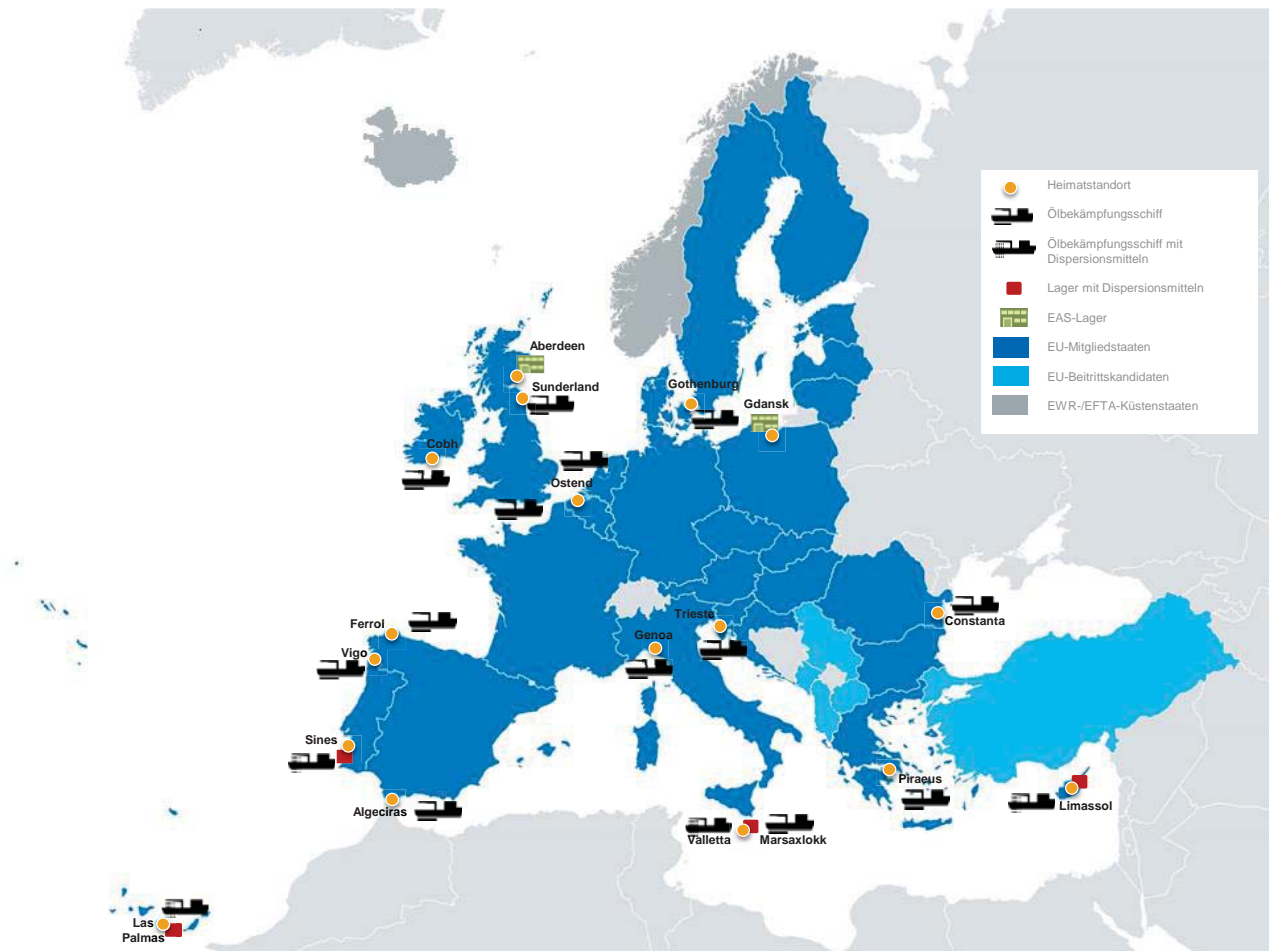 Heimatstandort
Ölbekämpfungsschiff
Ölbekämpfungsschiff mit
Dispersionsmitteln
Lager mit Dispersionsmitteln
EAS-Lager
EU-Mitgliedstaaten
EU-Beitrittskandidaten
EWR-/EFTA-Küstenstaaten
Aberdeen
Sunderland
Gothenburg
Gdansk
Cobh
Ostend
Ferrol
Vigo
Genoa
Trieste
Constanta
Sines
Algeciras
Valletta
Marsaxlokk
Piraeus
Limassol
Las
Palmas